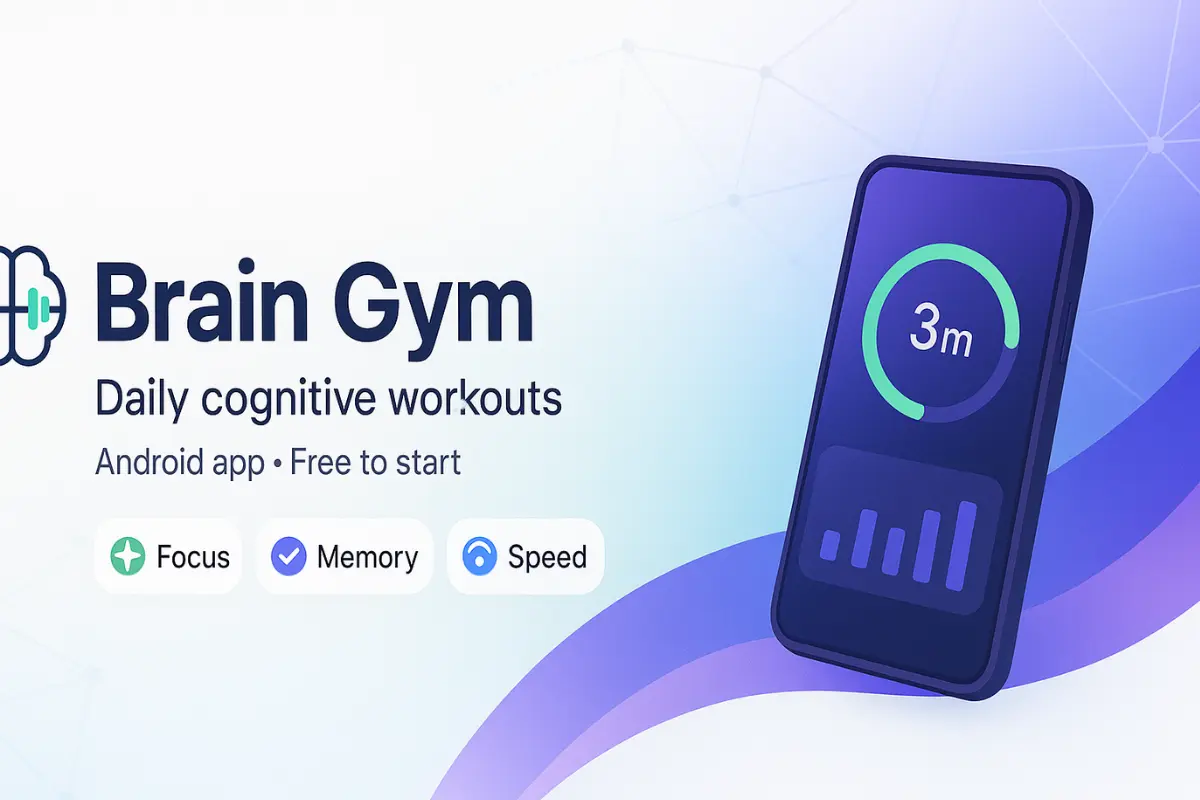 Brain Gym
Daily cognitive workouts
Android app • Free to start
Focus Memory Speed
3m